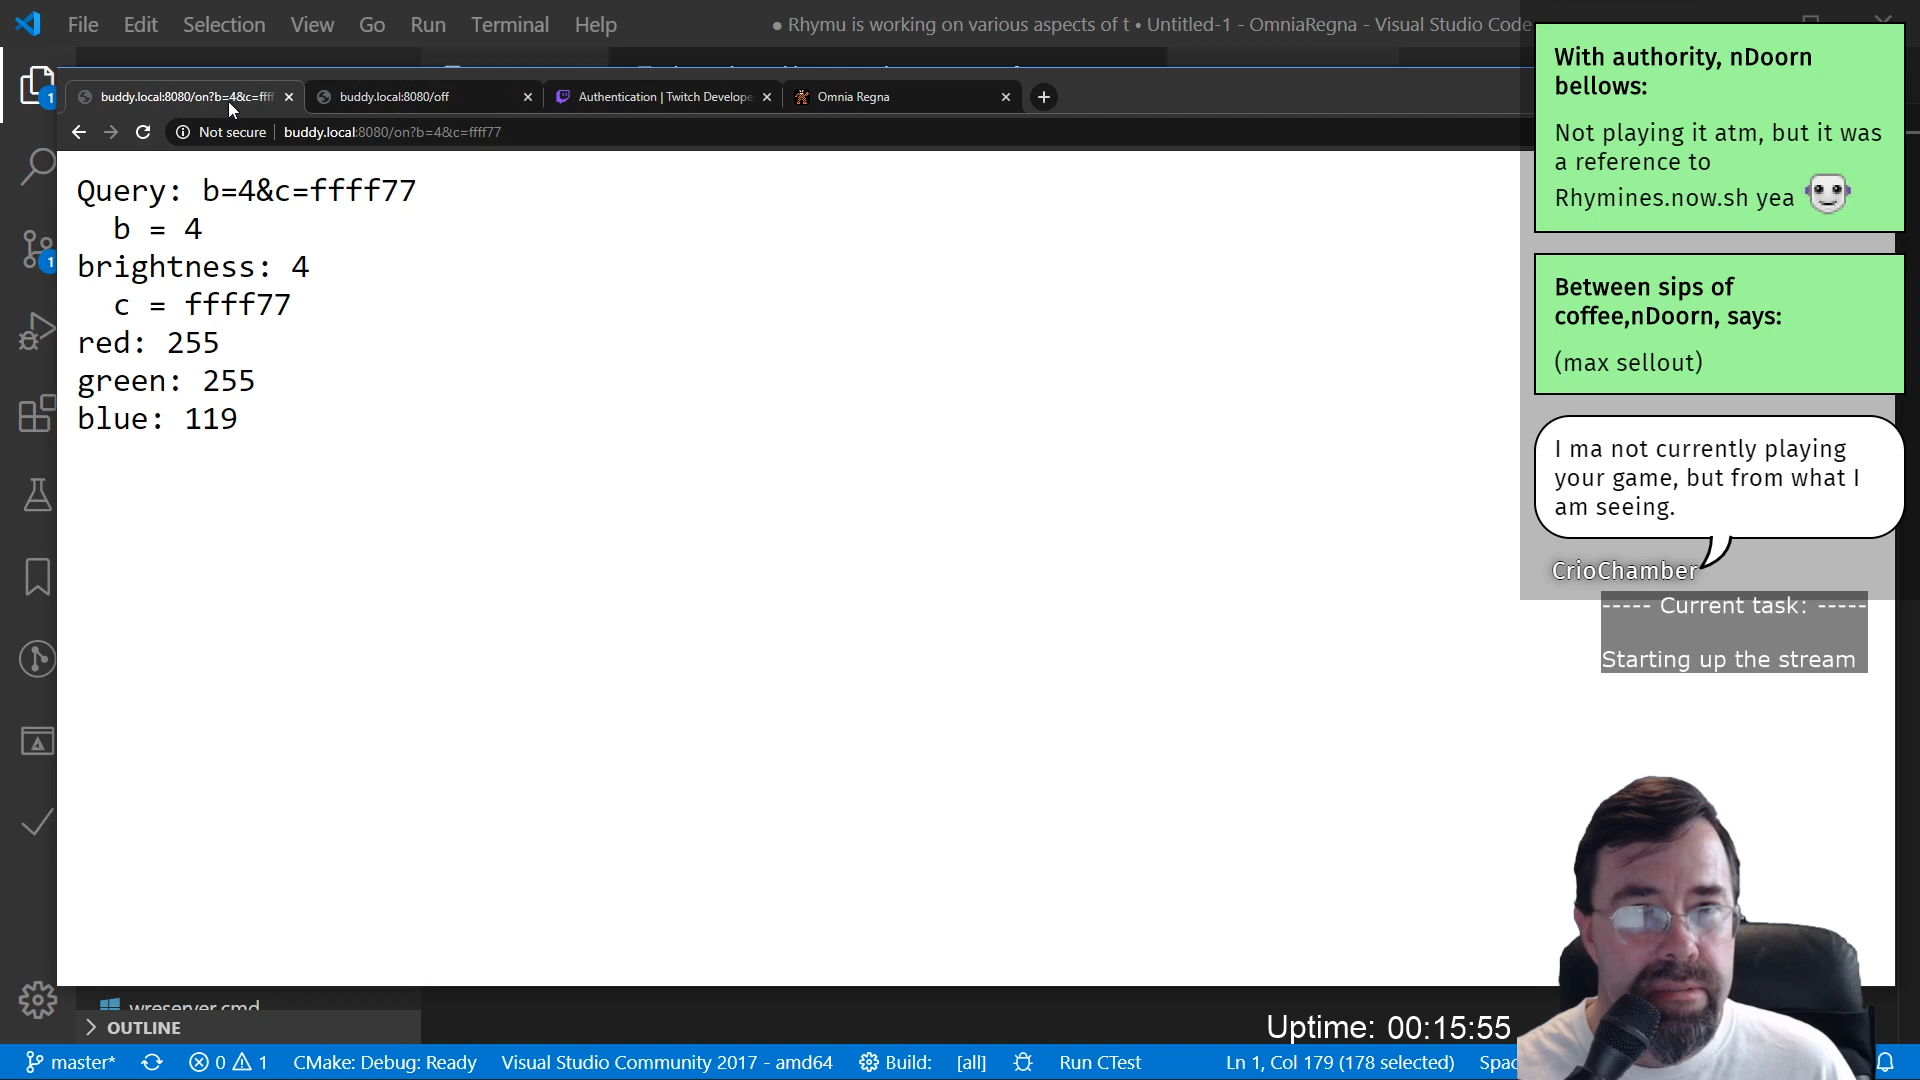 File Edit Selection View Go Run Terminal Help
● Rhymu is working on various aspects of t • Untitled-1 - OmniaRegna - Visual Studio Code
buddy.local:8080/on?b=4&c=ffff
buddy.local:8080/off
Authentication | Twitch Develope
Omnia Regna
Not secure
buddy.local:8080/on?b=4&c=ffff77
Query: b=4&c=ffff77
b = 4
brightness: 4
c = ffff77
red: 255
green: 255
blue: 119
With authority, nDoorn
bellows:
Not playing it atm, but it was
a reference to
Rhymines.now.sh yea
Between sips of
coffee,nDoorn, says:
(max sellout)
I ma not currently playing
your game, but from what I
am seeing.
CrioChamber
----- Current task: -----
Starting up the stream
1
1
wreserver.cmd
OUTLINE
Uptime: 00:15:55
master* 0 1 CMake: Debug: Ready Visual Studio Community 2017 - amd64 Build: [all] Run CTest Ln 1, Col 179 (178 selected) Spac